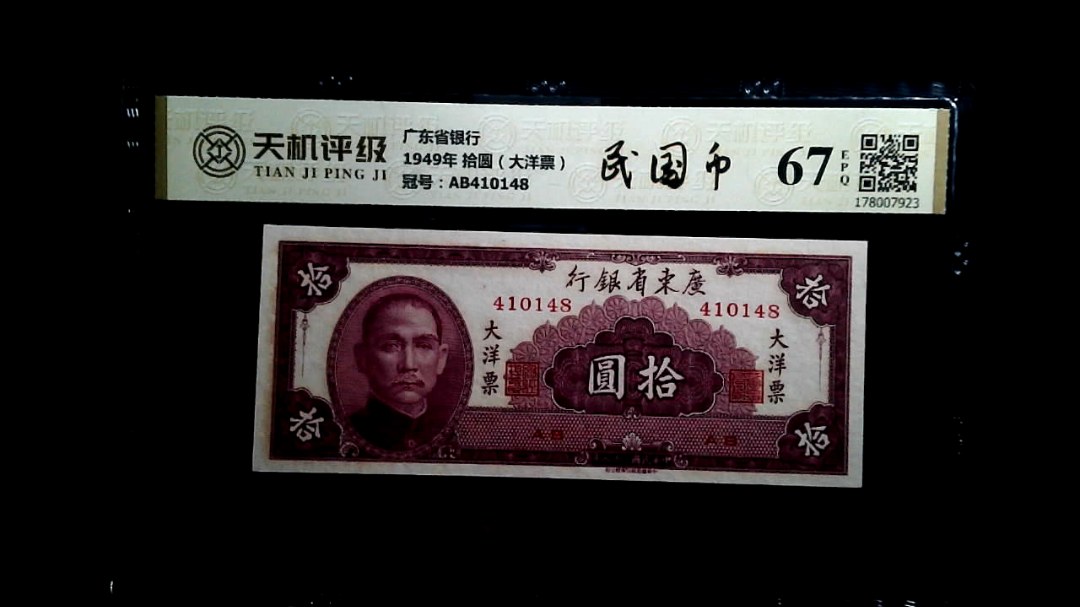 天机评级
TIAN JI PING JI
广东省银行
1949年 拾圆（大洋票）
冠号：AB410148
民国币
67
EPQ
178007923
行銀省東廣
410148
410148
拾
拾
大洋票
圓拾
大洋票
拾
拾
AB
AB